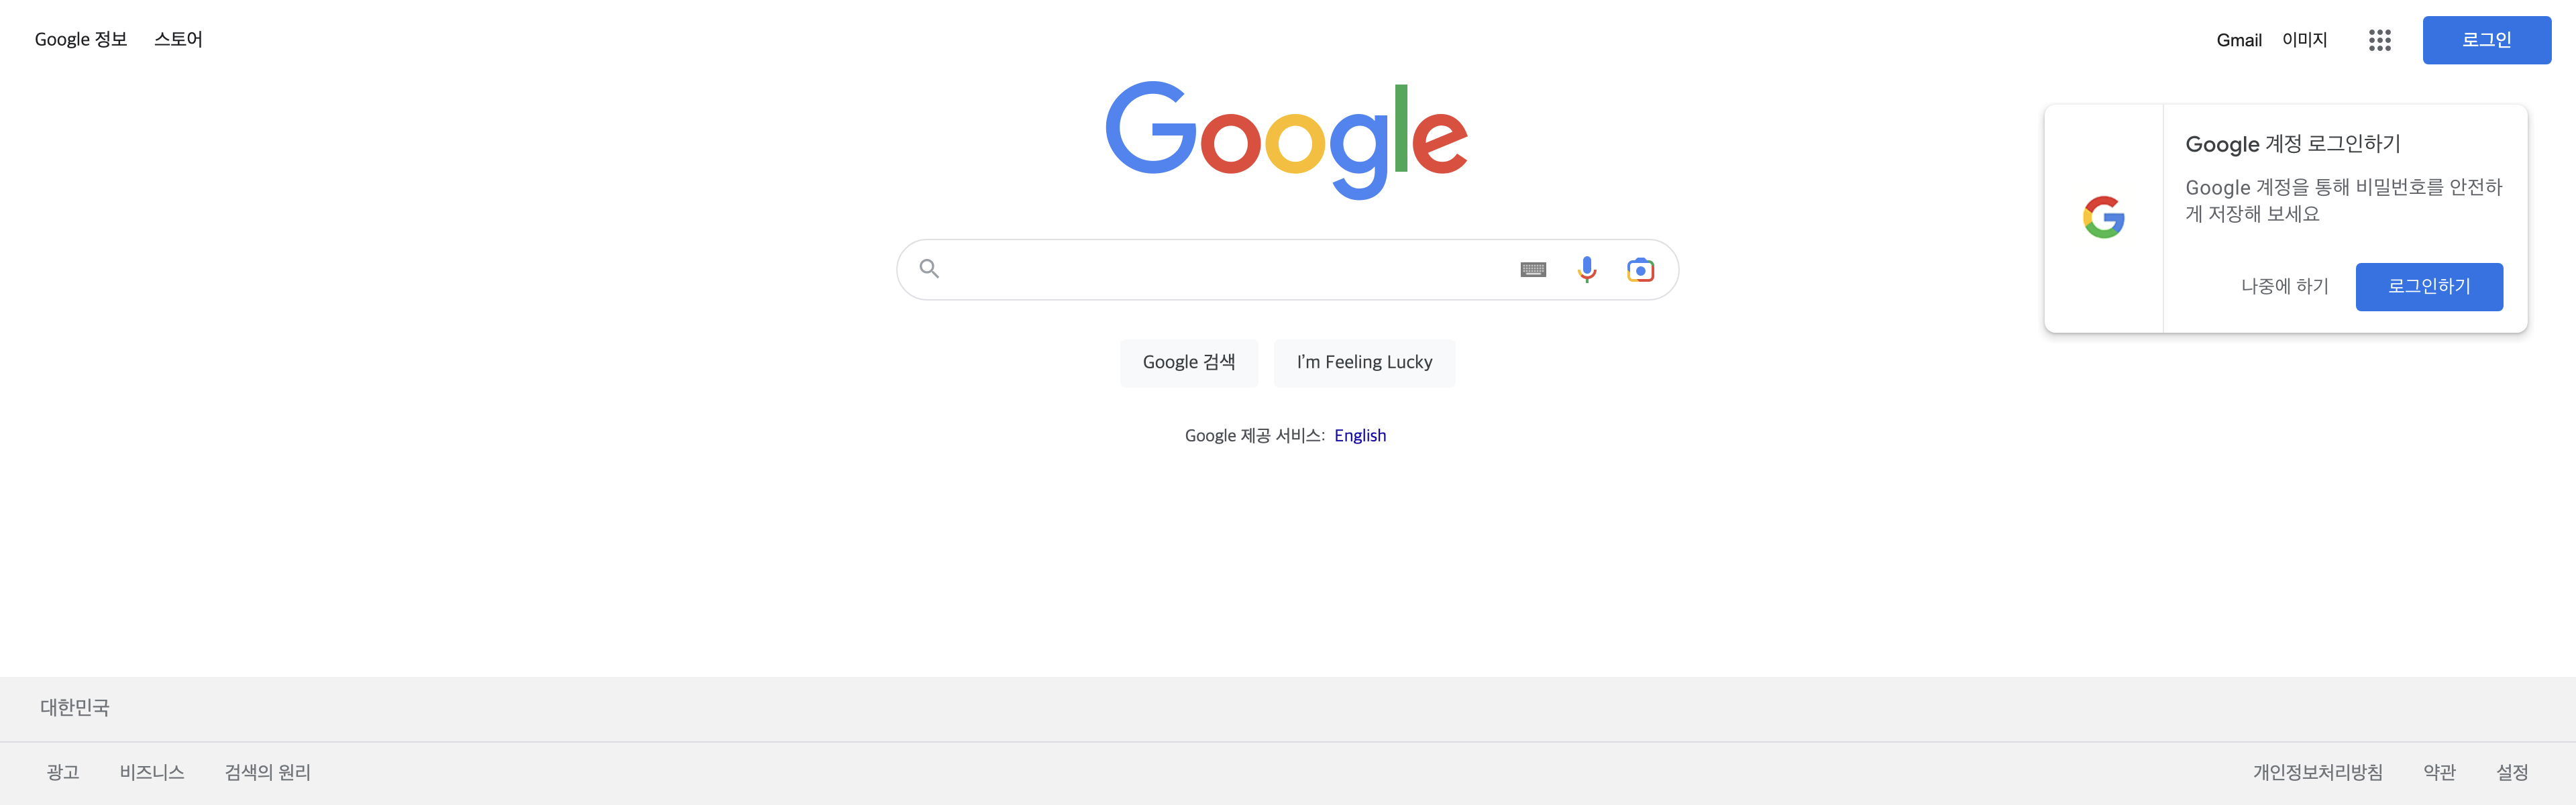 Google 정보 스토어 Gmail 이미지 로그인
Google
Google 계정 로그인하기
Google 계정을 통해 비밀번호를 안전하
게 저장해 보세요
나중에 하기 로그인하기
Google 검색 I'm Feeling Lucky
Google 제공 서비스: English
대한민국
광고 비즈니스 검색의 원리 개인정보처리방침 약관 설정